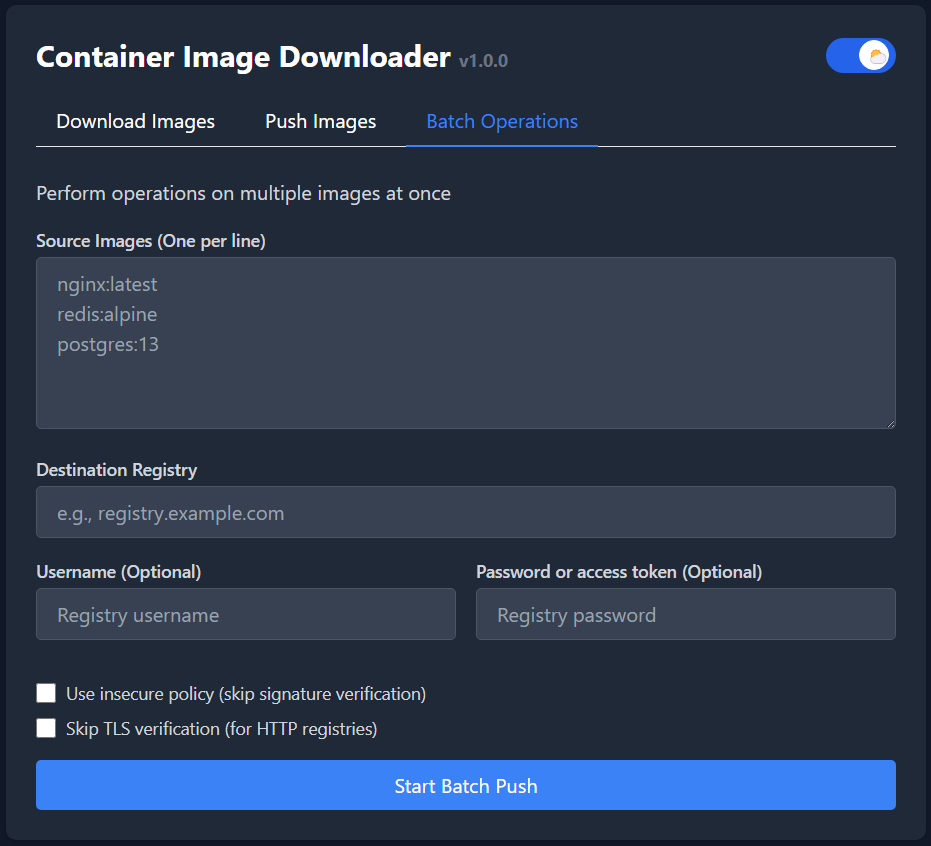 Container Image Downloader v1.0.0
Download Images Push Images Batch Operations
Perform operations on multiple images at once
Source Images (One per line)
nginx:latest
redis:alpine
postgres:13
Destination Registry
e.g., registry.example.com
Username (Optional) Password or access token (Optional)
Registry username Registry password
Use insecure policy (skip signature verification)
Skip TLS verification (for HTTP registries)
Start Batch Push